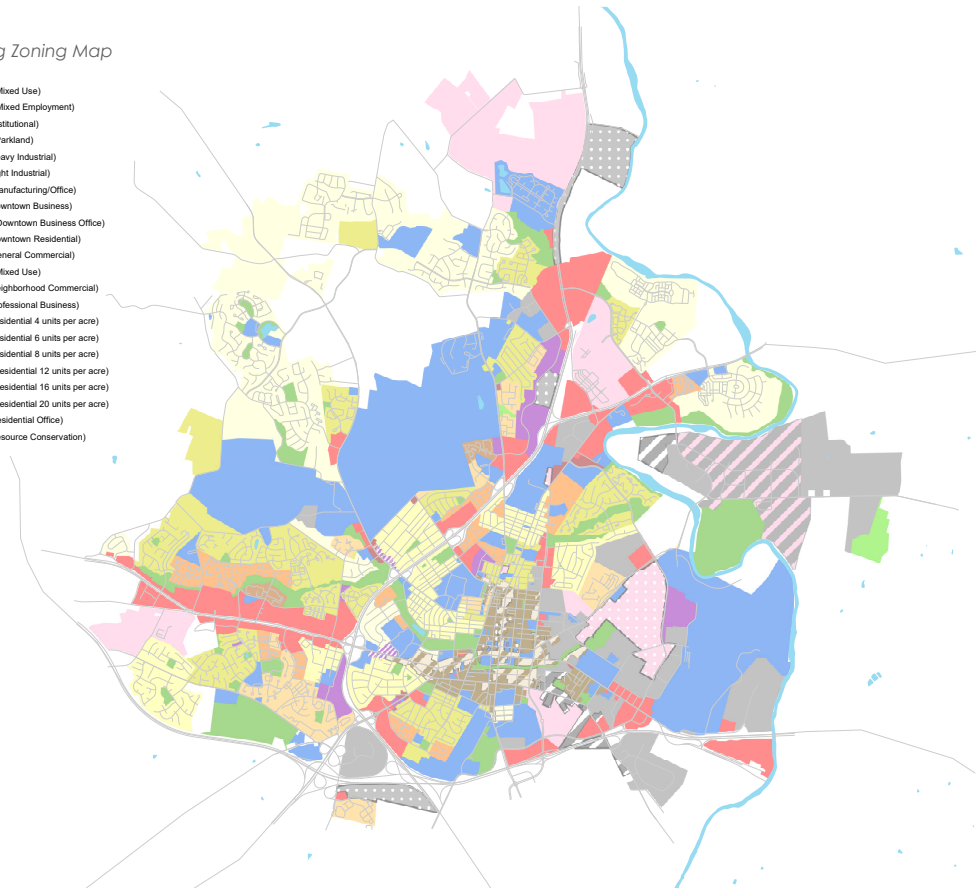 g Zoning Map
Mixed Use)
Mixed Employment)
stitutional)
Parkland)
eavy Industrial)
ght Industrial)
anufacturing/Office)
owntown Business)
Downtown Business Office)
owntown Residential)
eneral Commercial)
Mixed Use)
eighborhood Commercial)
ofessional Business)
esidential 4 units per acre)
esidential 6 units per acre)
esidential 8 units per acre)
esidential 12 units per acre)
esidential 16 units per acre)
esidential 20 units per acre)
esidential Office)
esource Conservation)